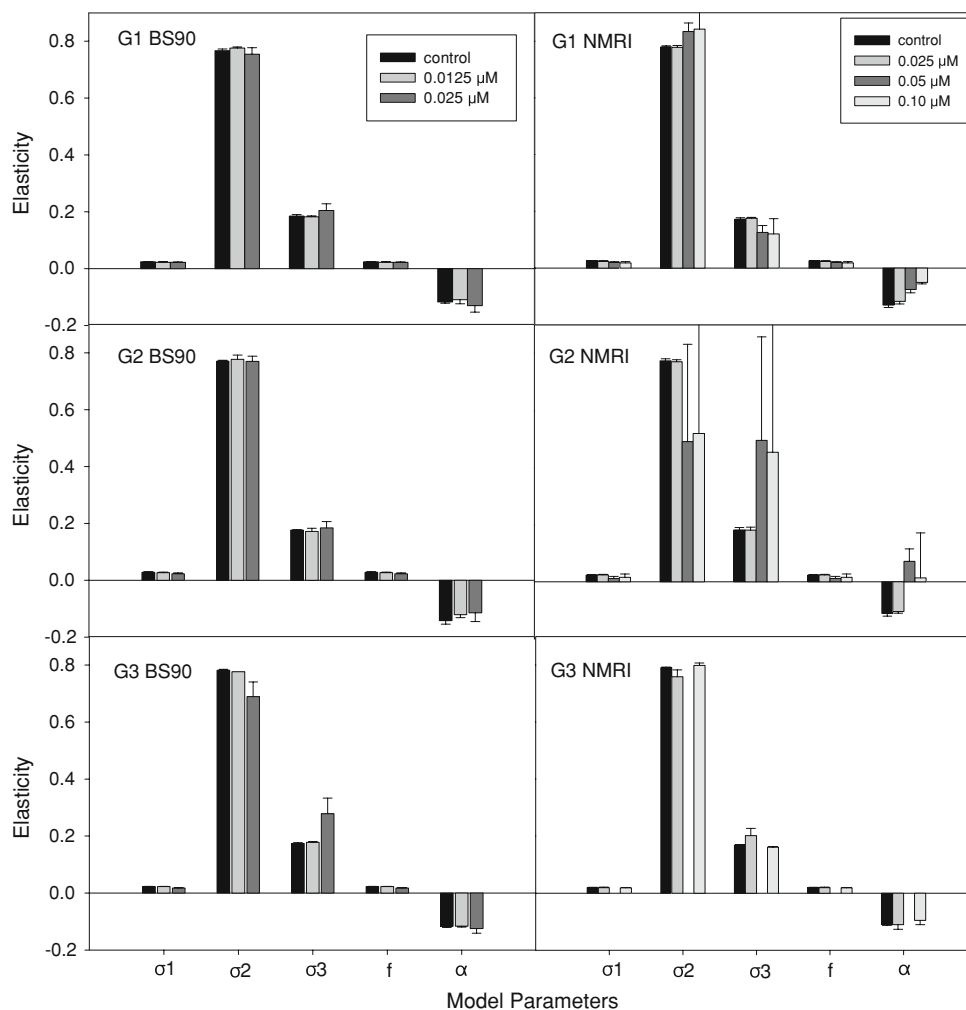 G1 BS90
control
0.0125 µM
0.025 µM
G1 NMRI
control
0.025 µM
0.05 µM
0.10 µM
Elasticity
0.8
0.6
0.4
0.2
0.0
-0.2
G2 BS90
G2 NMRI
Elasticity
0.8
0.6
0.4
0.2
0.0
-0.2
G3 BS90
G3 NMRI
Elasticity
0.8
0.6
0.4
0.2
0.0
-0.2
σ1 σ2 σ3 f α
σ1 σ2 σ3 f α
Model Parameters